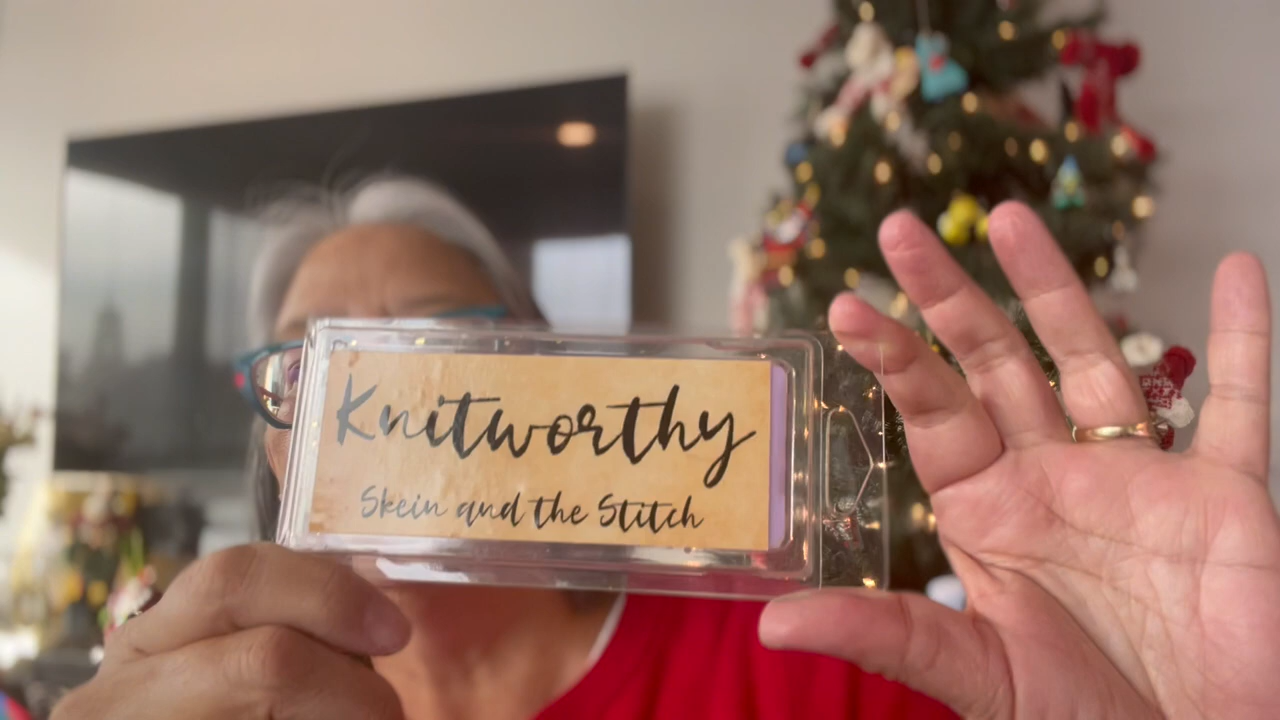 Knitworthy
Skein and the Stitch